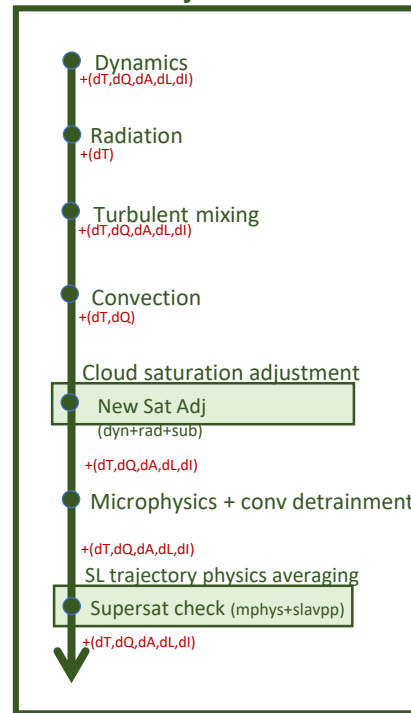 Dynamics
+(dT,dQ,dA,dL,dI)
Radiation
+(dT)
Turbulent mixing
+(dT,dQ,dA,dL,dI)
Convection
+(dT,dQ)
Cloud saturation adjustment
New Sat Adj
(dyn+rad+sub)
+(dT,dQ,dA,dL,dI)
Microphysics + conv detrainment
+(dT,dQ,dA,dL,dI)
SL trajectory physics averaging
Supersat check (mphys+slavpp)
+(dT,dQ,dA,dL,dI)